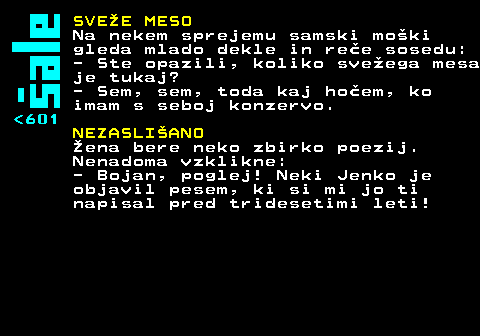 Šale
<601
SVEŽE MESO
Na nekem sprejemu samski moški
gleda mlado dekle in reče sosedu:
- Ste opazili, koliko svežega mesa
je tukaj?
- Sem, sem, toda kaj hočem, ko
imam s seboj konzervo.
NEZASLIŠANO
Žena bere neko zbirko poezij.
Nenadoma vzklikne:
- Bojan, poglej! Neki Jenko je
objavil pesem, ki si mi jo ti
napisal pred tridesetimi leti!